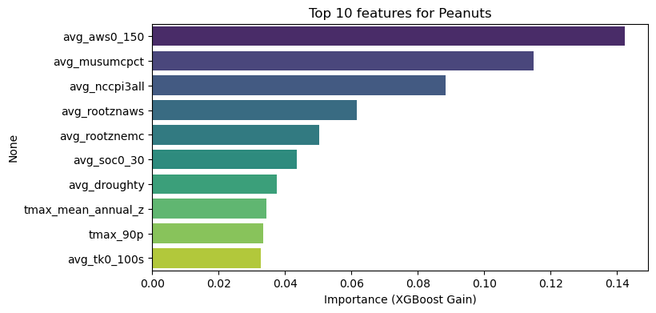 Top 10 features for Peanuts
None
avg_aws0_150
avg_musumcpct
avg_nccpi3all
avg_rootznaws
avg_rootznemc
avg_soc0_30
avg_droughty
tmax_mean_annual_z
tmax_90p
avg_tk0_100s
0.00 0.02 0.04 0.06 0.08 0.10 0.12 0.14
Importance (XGBoost Gain)